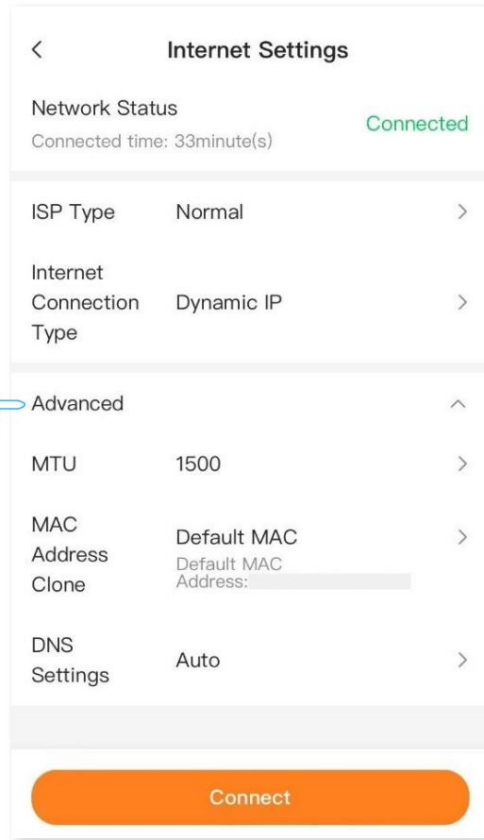 Internet Settings
Network Status
Connected
Connected time: 33minute(s)
ISP Type Normal
Internet
Connection Dynamic IP
Type
Advanced
MTU 1500
MAC
Address
Clone
Default MAC
Default MAC
Address:
DNS
Settings
Auto
Connect